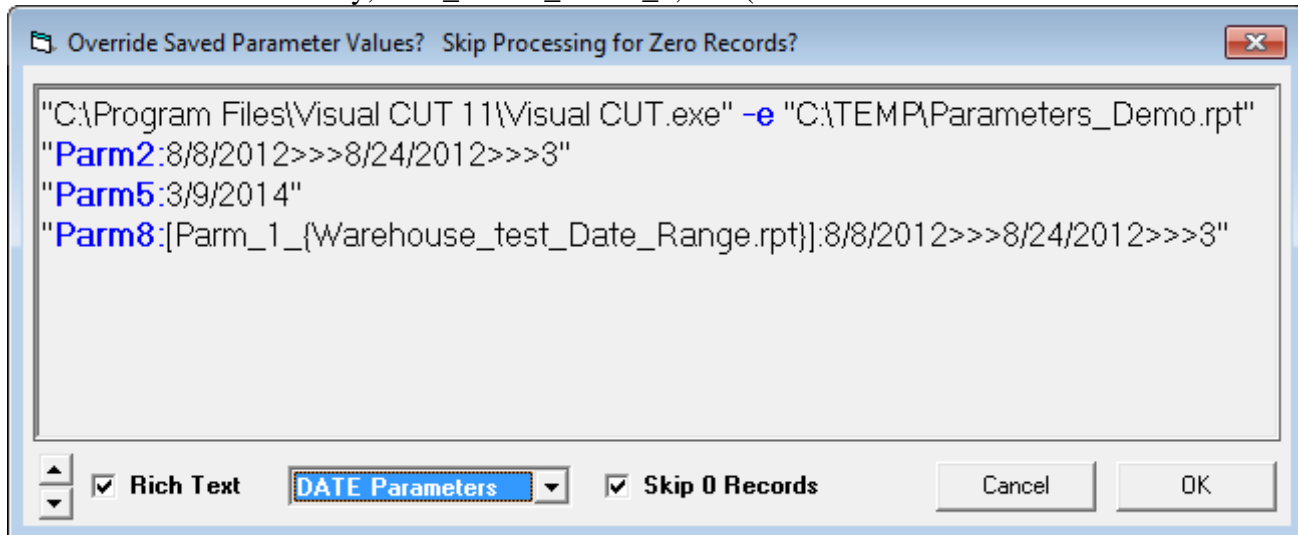 Override Saved Parameter Values?   Skip Processing for Zero Records?
"C:\Program Files\Visual CUT 11\Visual CUT.exe" -e "C:\TEMP\Parameters_Demo.rpt"
"Parm2:8/8/2012>>>8/24/2012>>>3"
"Parm5:3/9/2014"
"Parm8:[Parm_1_{Warehouse_test_Date_Range.rpt}]:8/8/2012>>>8/24/2012>>>3"
Rich Text   DATE Parameters   Skip 0 Records   Cancel   OK